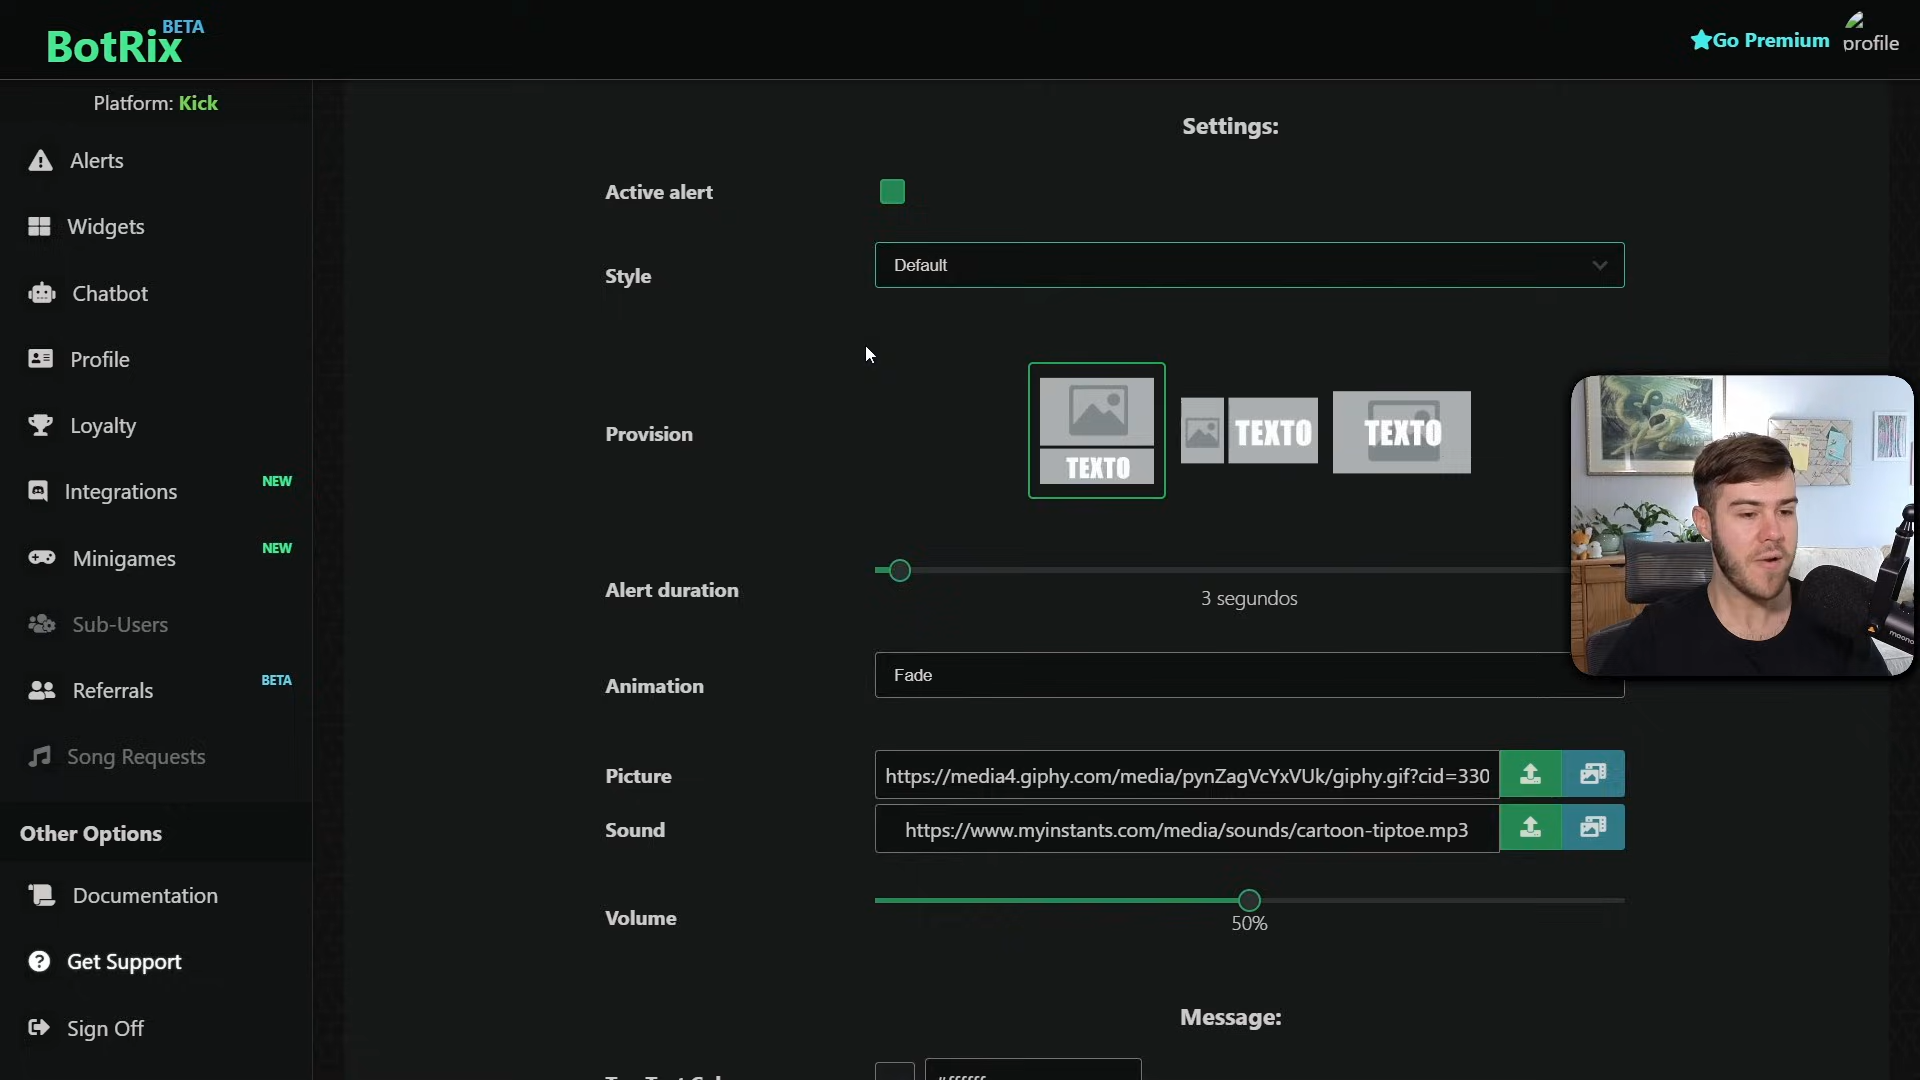 BotRix BETA
Go Premium
profile
Platform: Kick
Alerts
Widgets
Chatbot
Profile
Loyalty
Integrations NEW
Minigames NEW
Sub-Users
Referrals BETA
Song Requests
Other Options
Documentation
Get Support
Sign Off
Settings:
Active alert
Style
Default
Provision
TEXTO
TEXTO
TEXTO
Alert duration
3 segundos
Animation
Fade
Picture
https://media4.giphy.com/media/pynZagVcYxVUk/giphy.gif?cid=330
Sound
https://www.myinstants.com/media/sounds/cartoon-tiptoe.mp3
Volume
50%
Message: